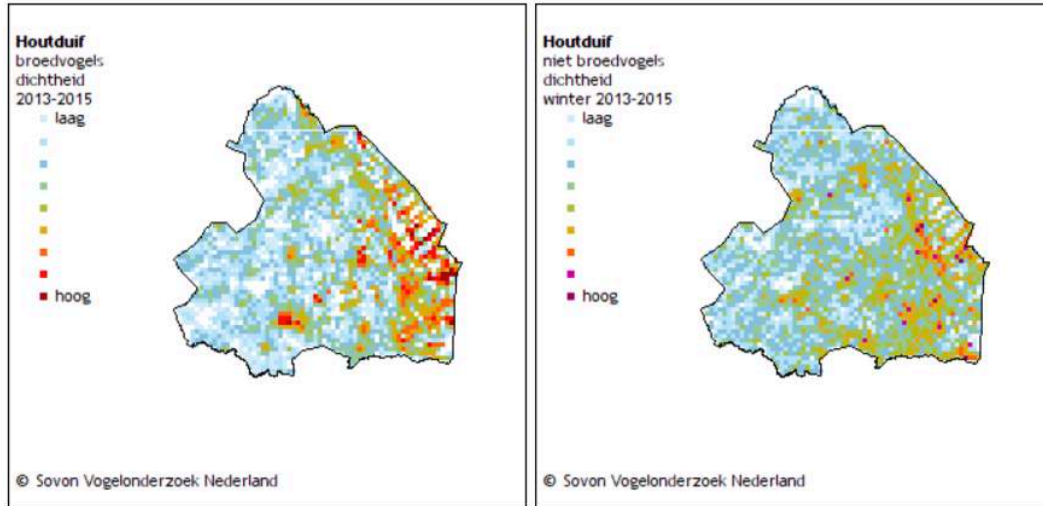 Houtduif
broedvogels
dichtheid
2013-2015
laag
hoog
© Sovon Vogelonderzoek Nederland
Houtduif
niet broedvogels
dichtheid
winter 2013-2015
laag
hoog
© Sovon Vogelonderzoek Nederland